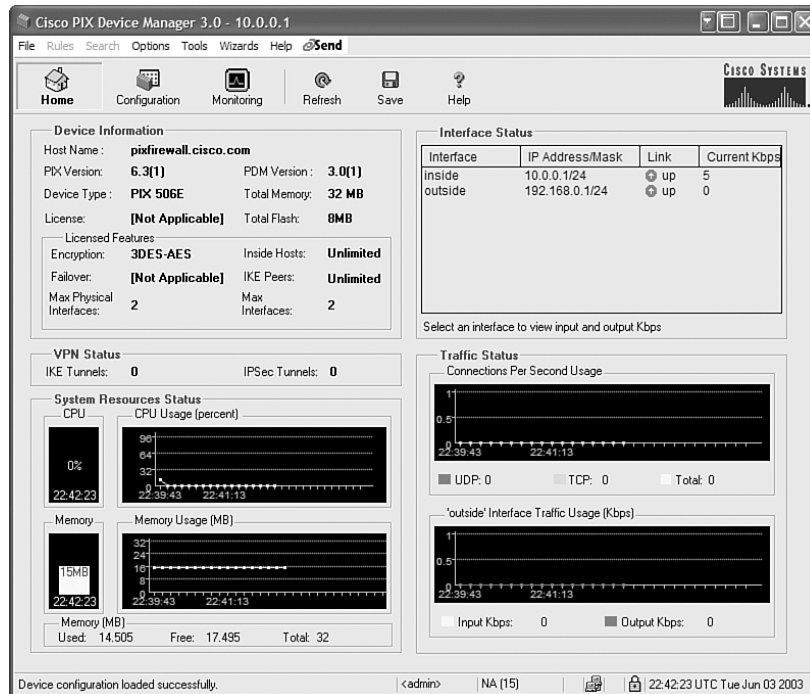 Cisco PIX Device Manager 3.0 - 10.0.0.1
File Rules Search Options Tools Wizards Help Send
Home Configuration Monitoring Refresh Save Help
CISCO SYSTEMS
Device Information
Host Name : pixfirewall.cisco.com
PIX Version: 6.3(1) PDM Version : 3.0(1)
Device Type : PIX 506E Total Memory: 32 MB
License: [Not Applicable] Total Flash: 8MB
Licensed Features
Encryption: 3DES-AES Inside Hosts: Unlimited
Failover: [Not Applicable] IKE Peers: Unlimited
Max Physical Interfaces: 2 Max Interfaces: 2
Interface Status
Interface IP Address/Mask Link Current Kbps
inside 10.0.0.1/24 up 5
outside 192.168.0.1/24 up 0
Select an interface to view input and output Kbps
VPN Status
IKE Tunnels: 0 IPSec Tunnels: 0
System Resources Status
CPU
0%
22:42:23
CPU Usage (percent)
96
64
32
0
22:39:43 22:41:13
Memory
15MB
22:42:23
Memory Usage (MB)
32
24
16
8
0
22:39:43 22:41:13
Memory (MB)
Used: 14.505 Free: 17.495 Total: 32
Traffic Status
Connections Per Second Usage
1
0.5
0
22:39:43 22:41:13
UDP: 0 TCP: 0 Total: 0
'outside' Interface Traffic Usage (Kbps)
1
0.5
0
22:39:43 22:41:13
Input Kbps: 0 Output Kbps: 0
Device configuration loaded successfully. <admin> NA (15) 22:42:23 UTC Tue Jun 03 2003